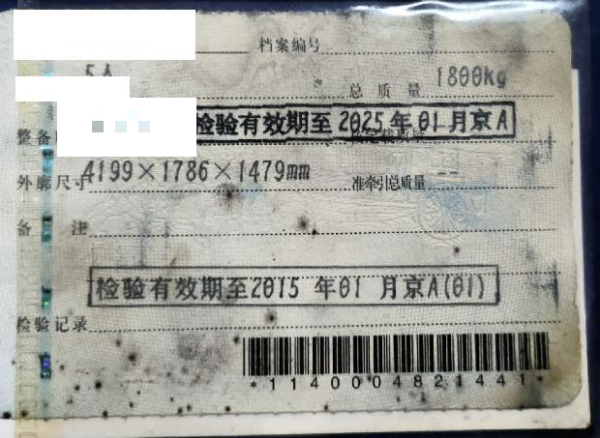 档案编号
5人
总质量 1800kg
检验有效期至 2025年01月京A
整备
外廓尺寸 4199×1786×1479mm 准牵引总质量 --
备注
检验有效期至2015年01月京A(01)
检验记录
*1140004821441*